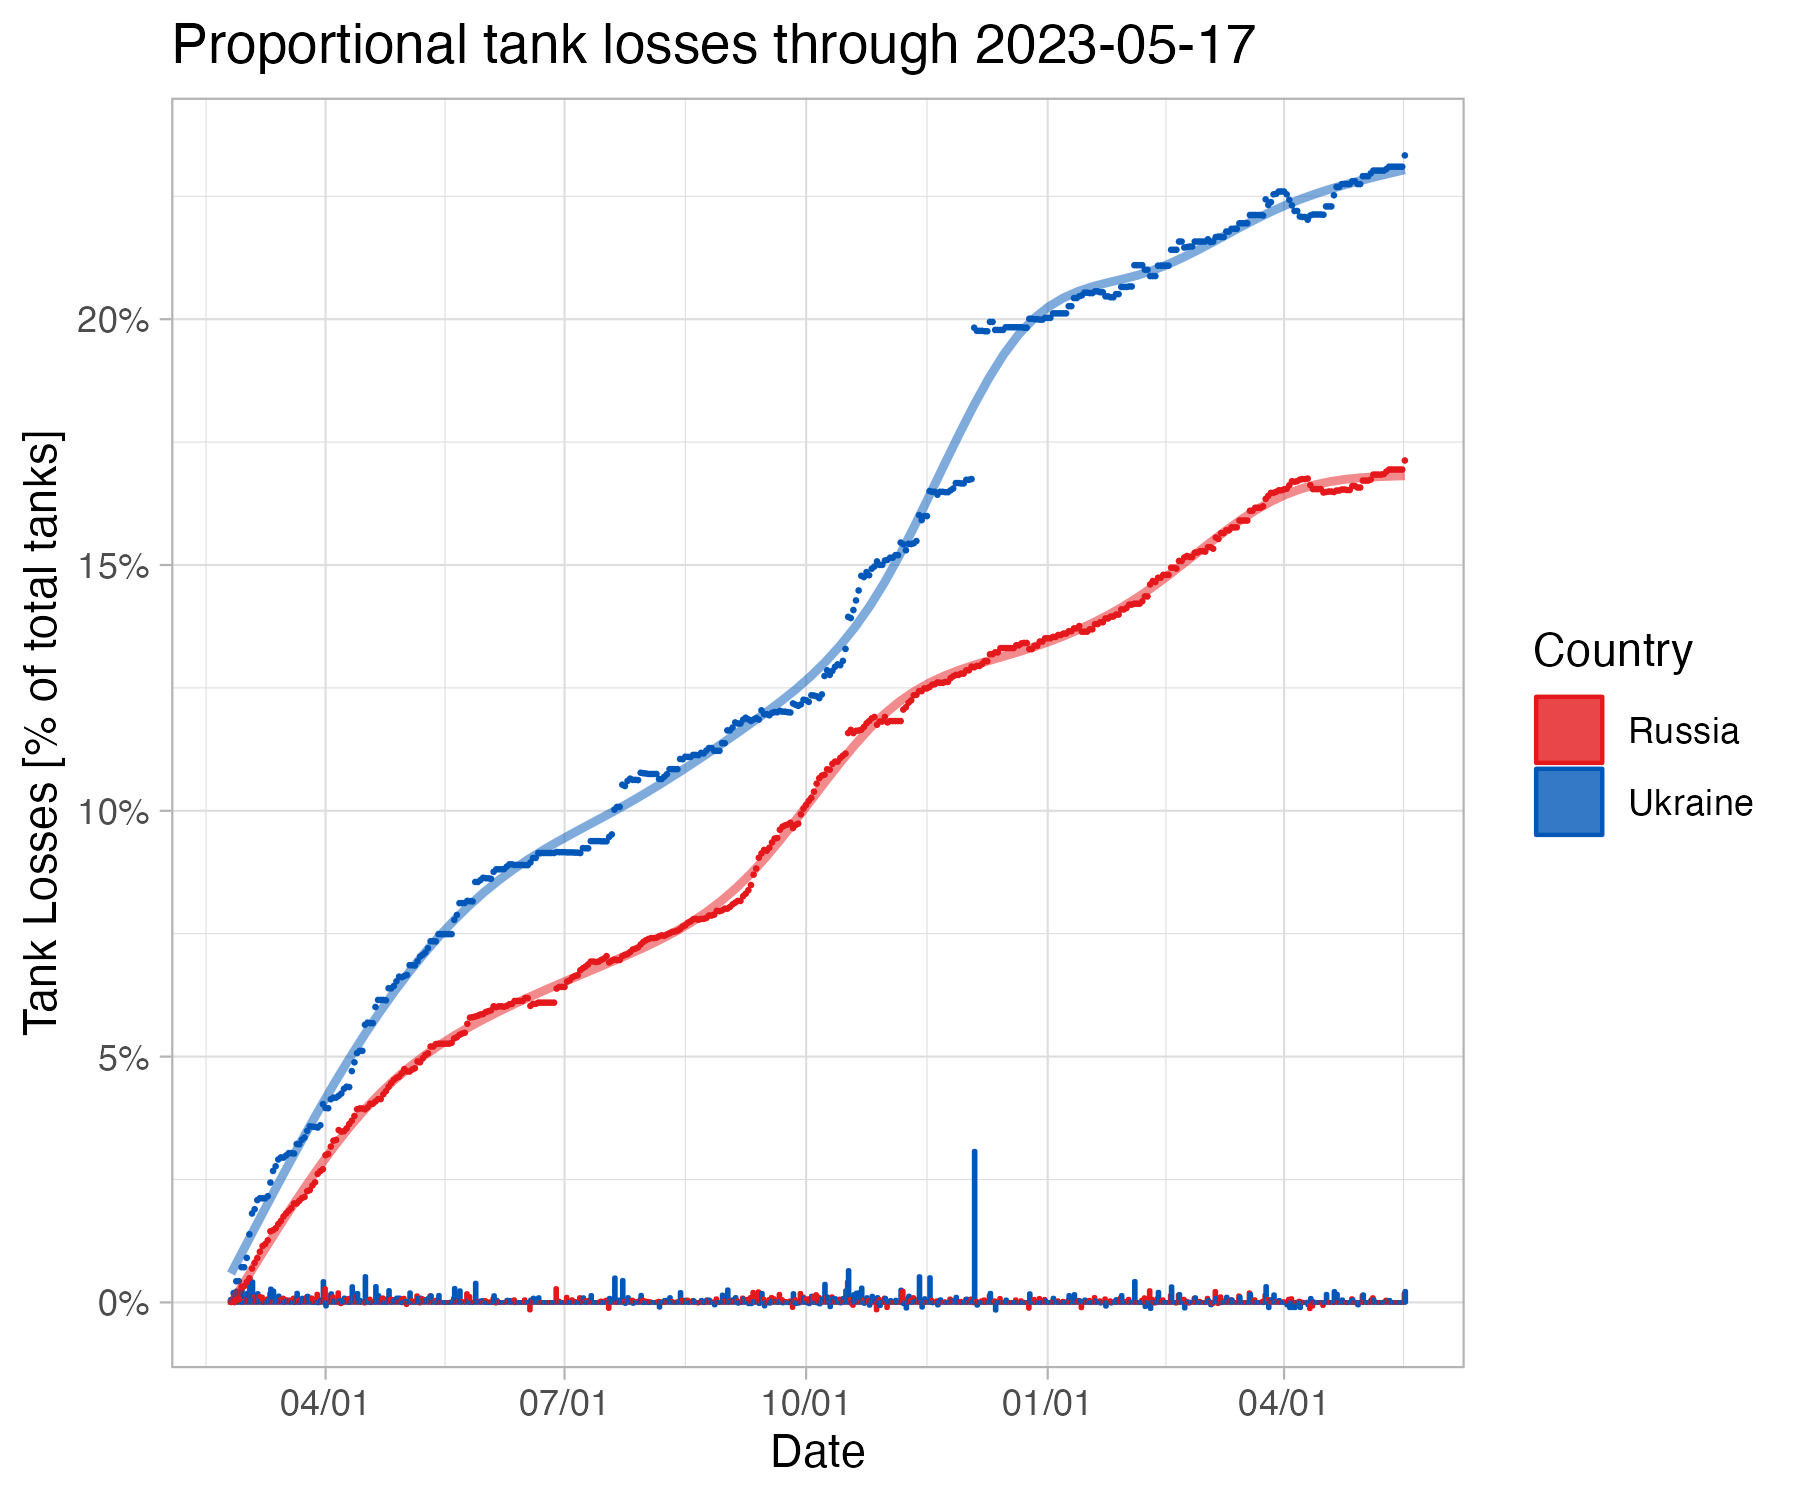 Proportional tank losses through 2023-05-17
Tank Losses [% of total tanks]
20%
15%
10%
5%
0%
04/01
07/01
10/01
01/01
04/01
Date
Country
Russia
Ukraine